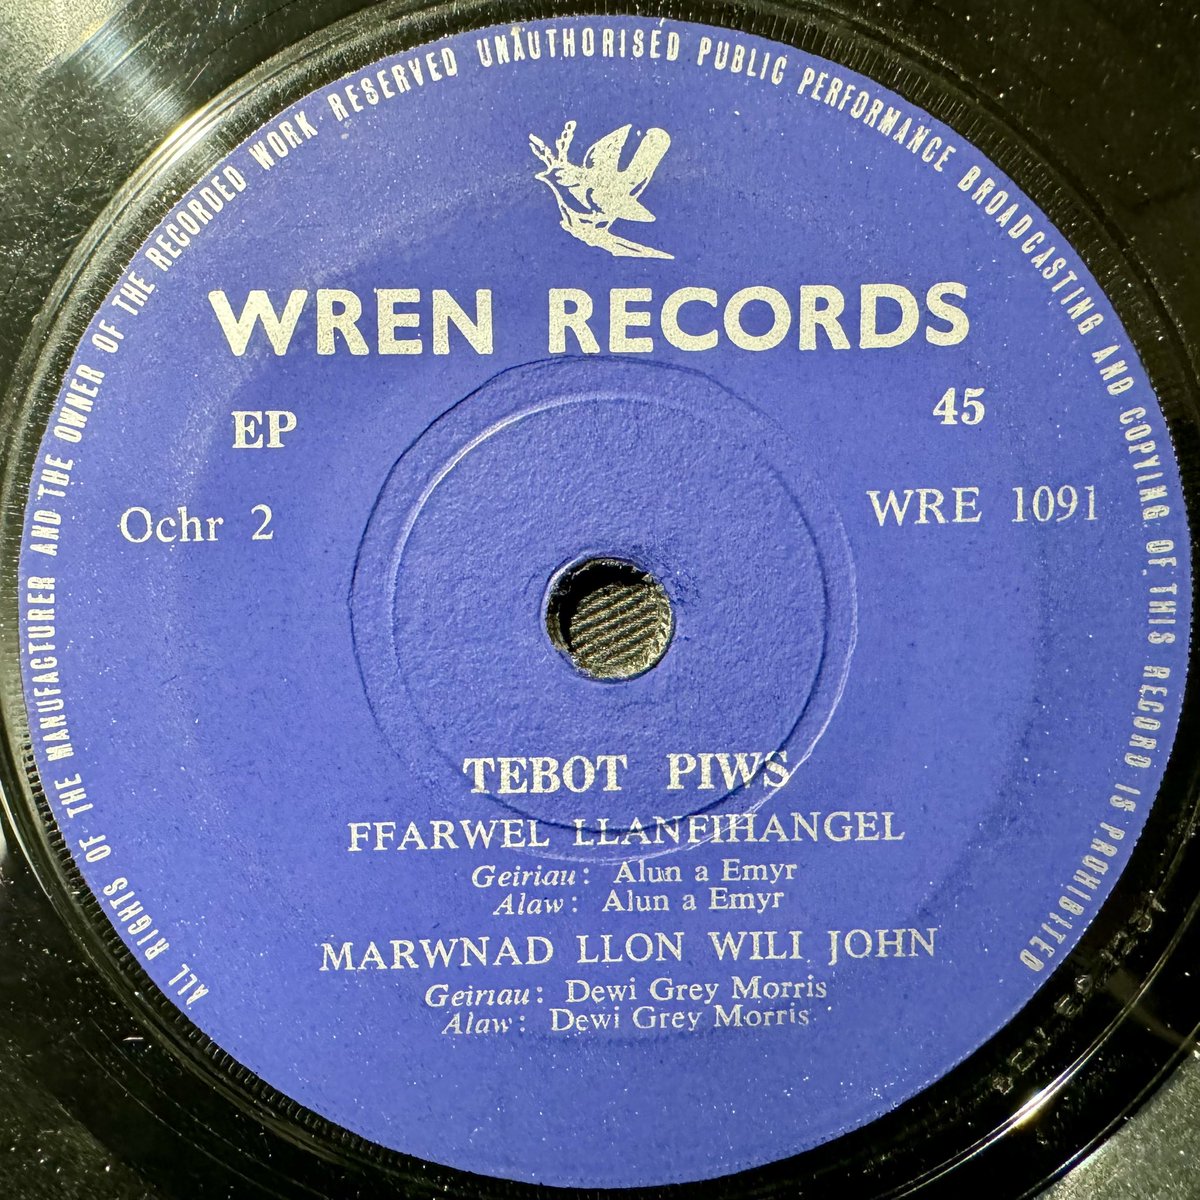 ALL RIGHTS OF THE MANUFACTURER AND THE OWNER OF THE RECORDED WORK RESERVED UNAUTHORISED PUBLIC PERFORMANCE BROADCASTING AND COPYING OF THIS RECORD IS PROHIBITED
WREN RECORDS
EP 45
Ochr 2 WRE 1091
TEBOT PIWS
FFARWEL LLANFIHANGEL
Geiriau: Alun a Emyr
Alaw: Alun a Emyr
MARWNAD LLON WILI JOHN
Geiriau: Dewi Grey Morris
Alaw: Dewi Grey Morris